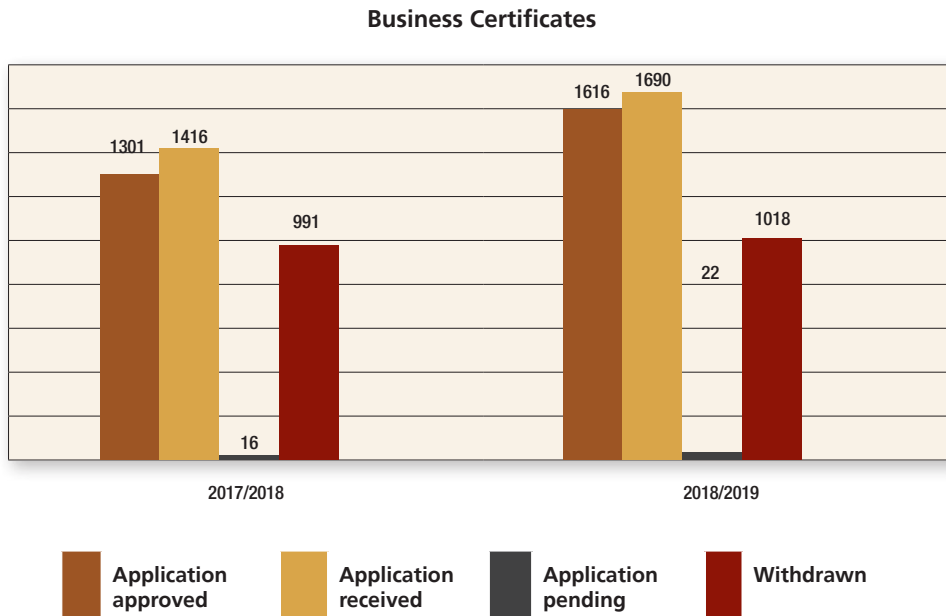 Business Certificates
1301
1416
16
991
1616
1690
22
1018
2017/2018
2018/2019
Application
approved
Application
received
Application
pending
Withdrawn